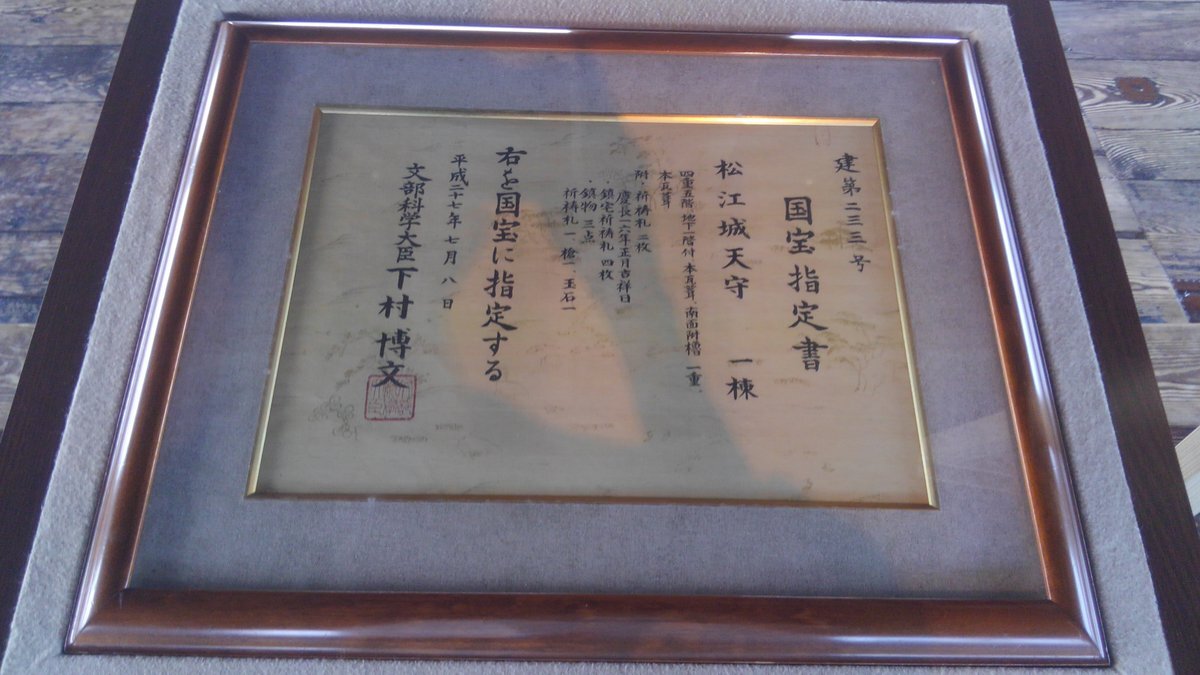 建第二三三号
国宝指定書
松江城天守 一棟
四重五階、地下一階付、本瓦葺、南面附櫓 一重、
本瓦葺
附・祈祷札 二枚
慶長一六年正月吉祥日
・鎮宅祈祷札 四枚
・鎮物 三点
祈祷札一、槍一、玉石一
右を国宝に指定する
平成二十七年七月八日
文部科学大臣 下村博文